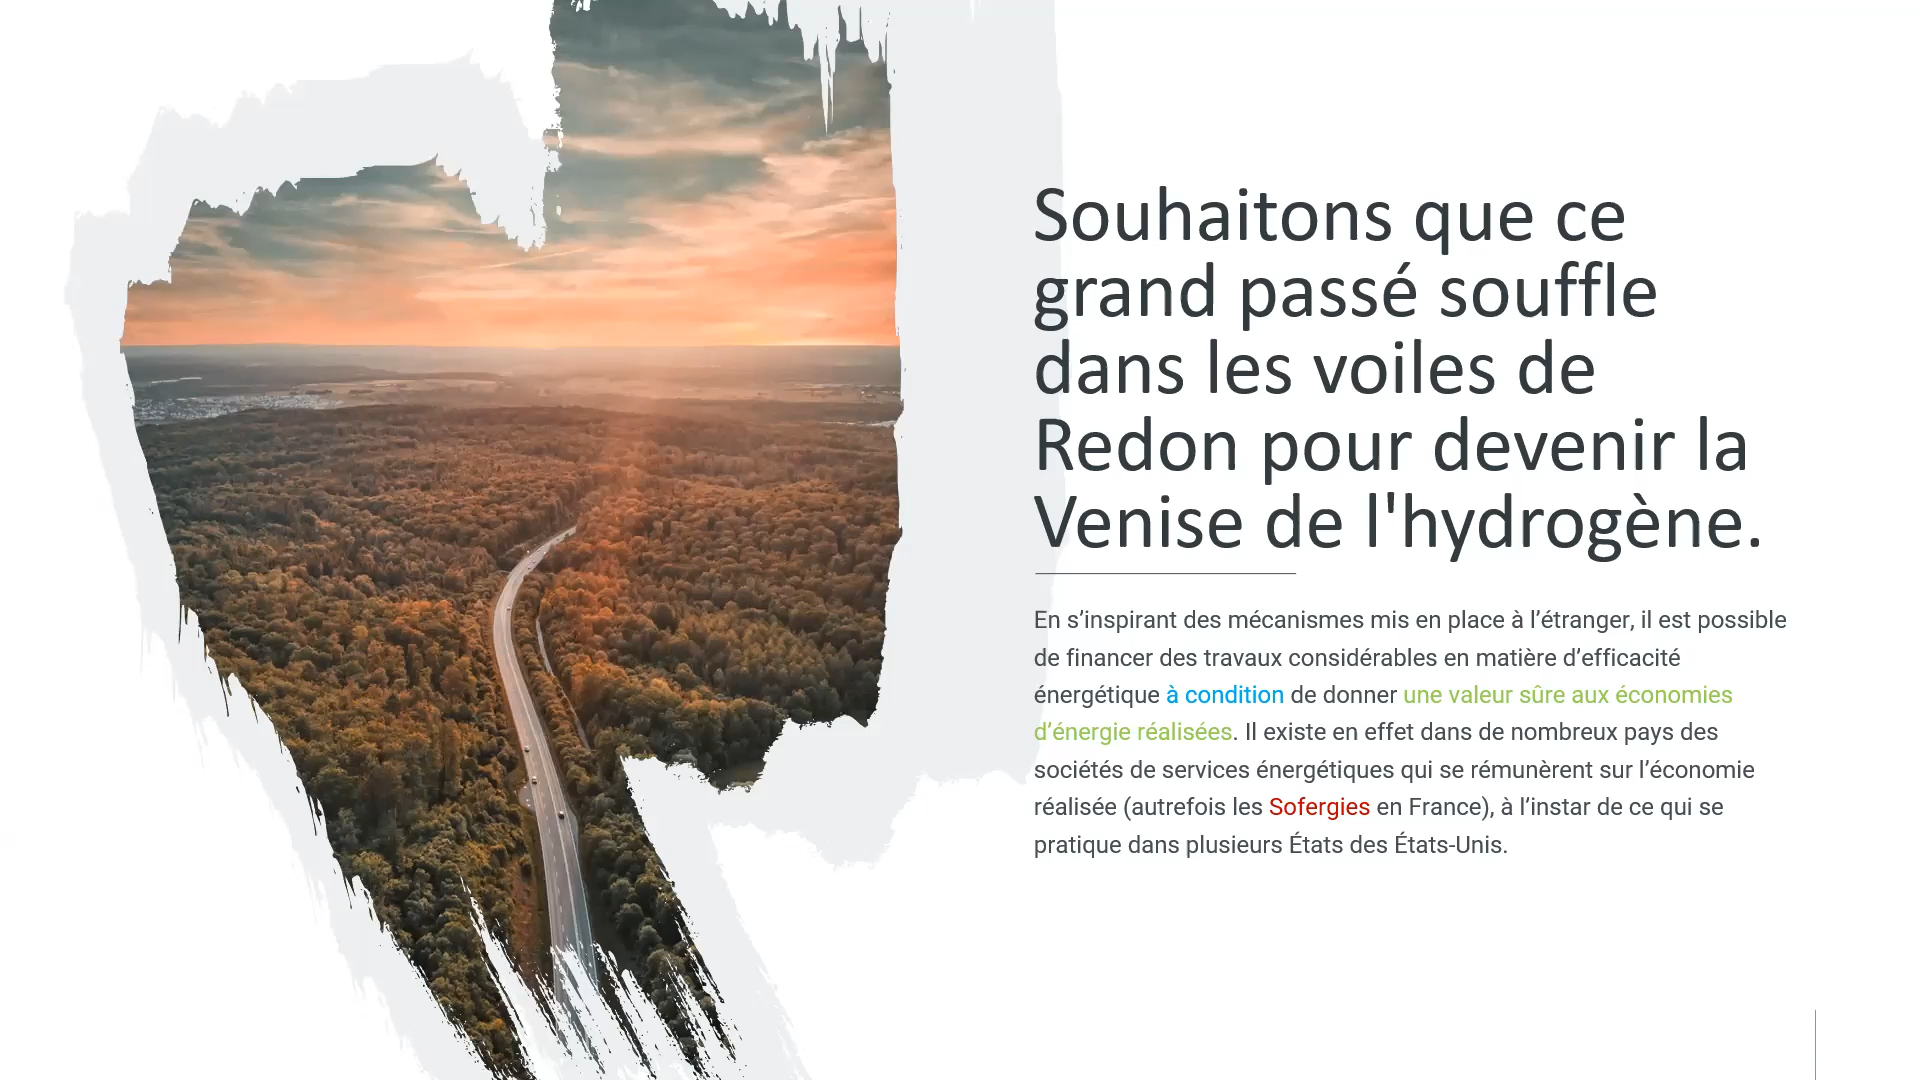 Souhaitons que ce
grand passé souffle
dans les voiles de
Redon pour devenir la
Venise de l'hydrogène.
En s’inspirant des mécanismes mis en place à l’étranger, il est possible
de financer des travaux considérables en matière d’efficacité
énergétique à condition de donner une valeur sûre aux économies
d’énergie réalisées. Il existe en effet dans de nombreux pays des
sociétés de services énergétiques qui se rémunèrent sur l’économie
réalisée (autrefois les Sofergies en France), à l’instar de ce qui se
pratique dans plusieurs États des États-Unis.